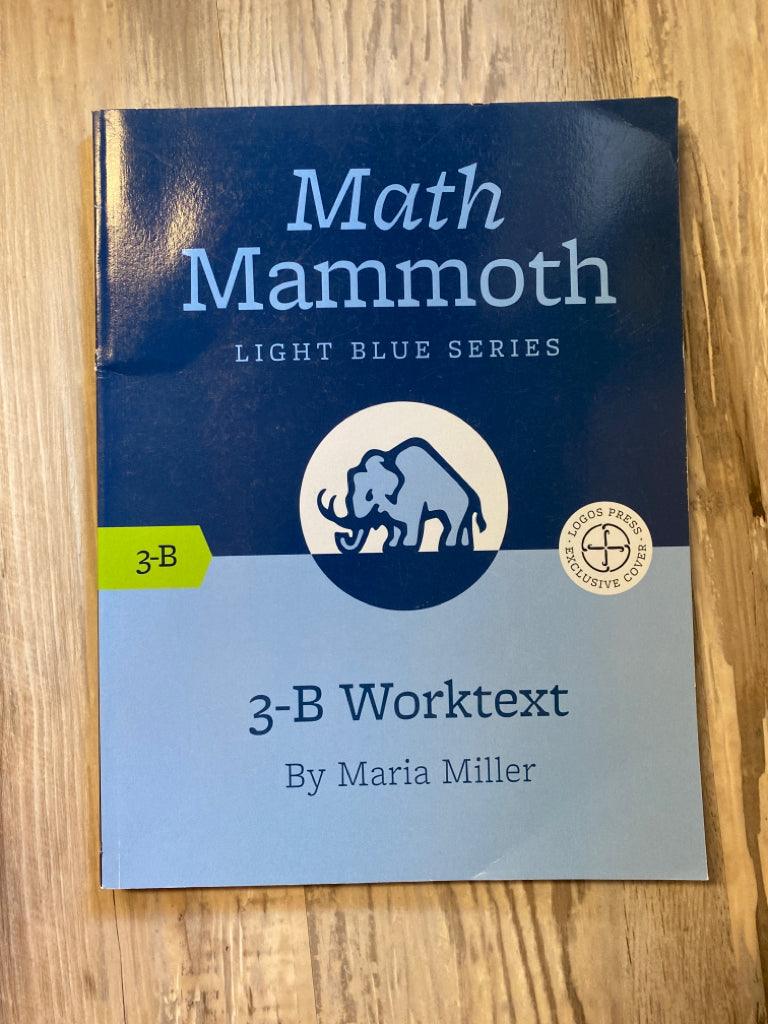 Math
Mammoth
LIGHT BLUE SERIES
3-B
· LOGOS PRESS ·
EXCLUSIVE COVER
3-B Worktext
By Maria Miller